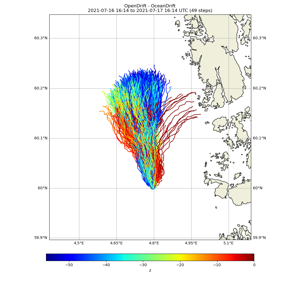 OpenDrift - OceanDrift
2021-07-16 16:14 to 2021-07-17 16:14 UTC (49 steps)
60.3°N 60.3°N
60.2°N 60.2°N
60.1°N 60.1°N
60°N 60°N
59.9°N 59.9°N
4.5°E 4.65°E 4.8°E 4.95°E 5.1°E
−50 −40 −30 −20 −10 0
z